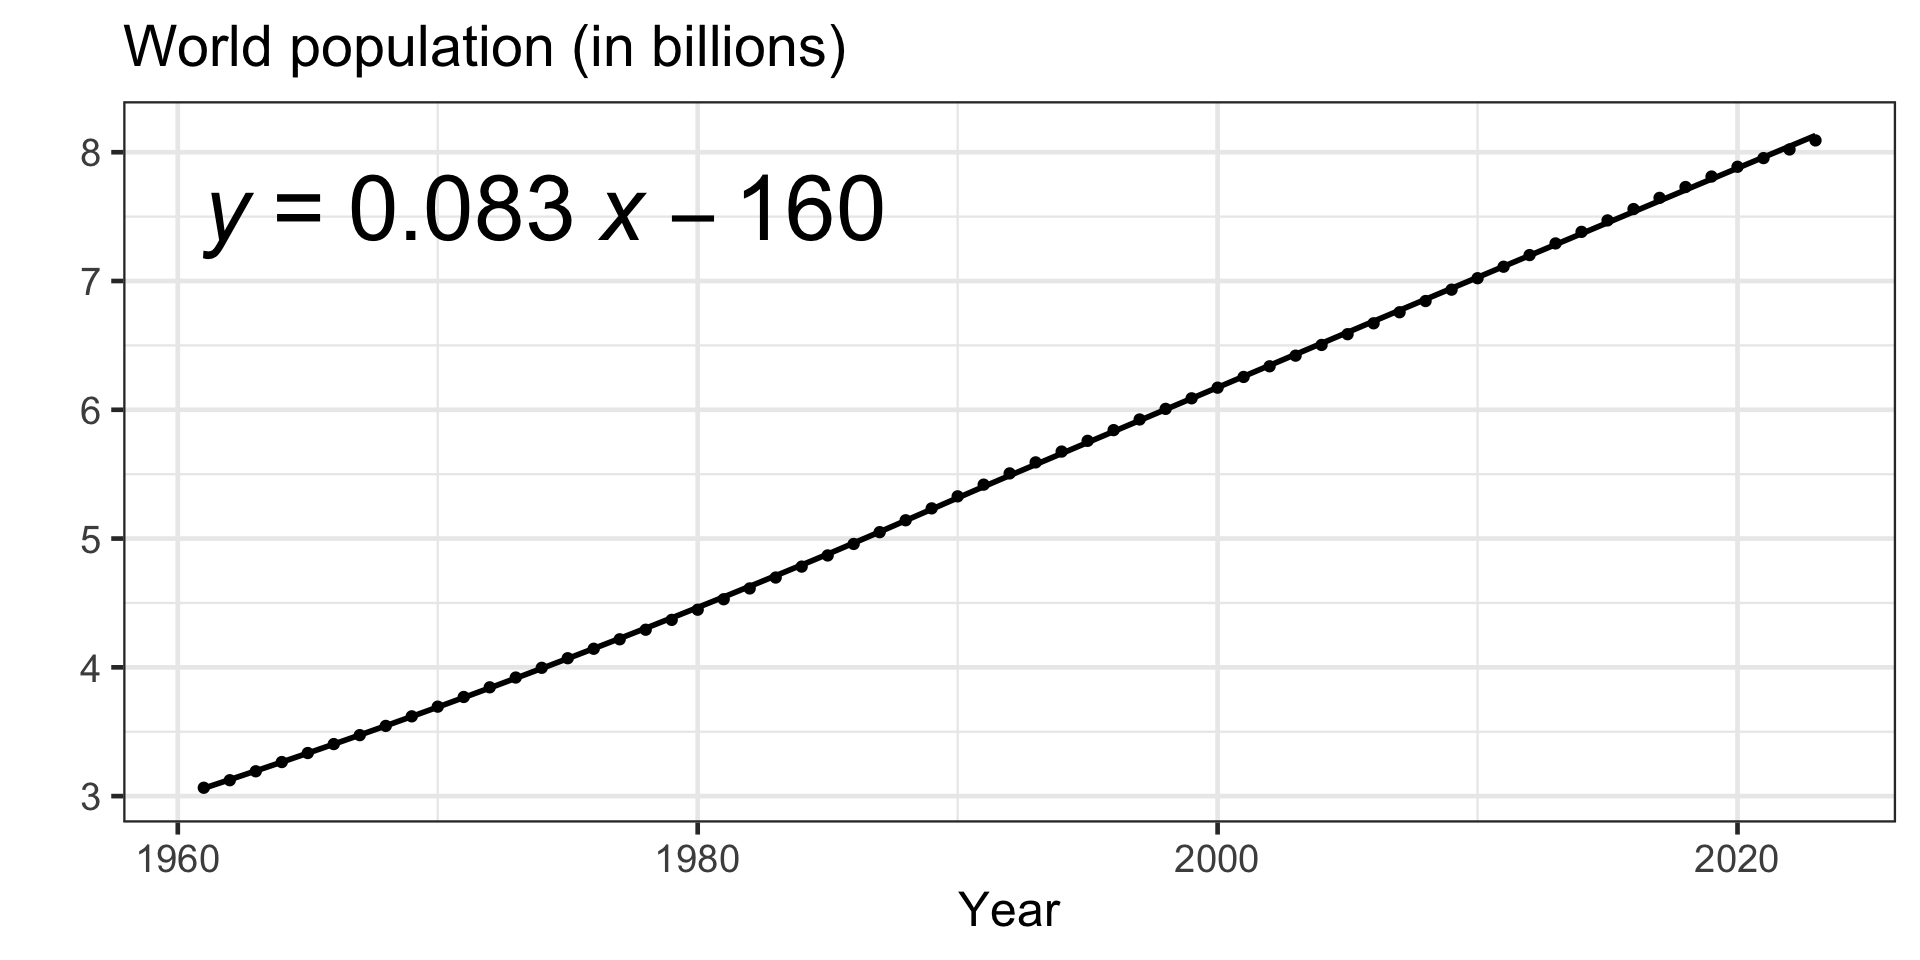 World population (in billions)
y = 0.083 x – 160
8
7
6
5
4
3
1960 1980 2000 2020
Year